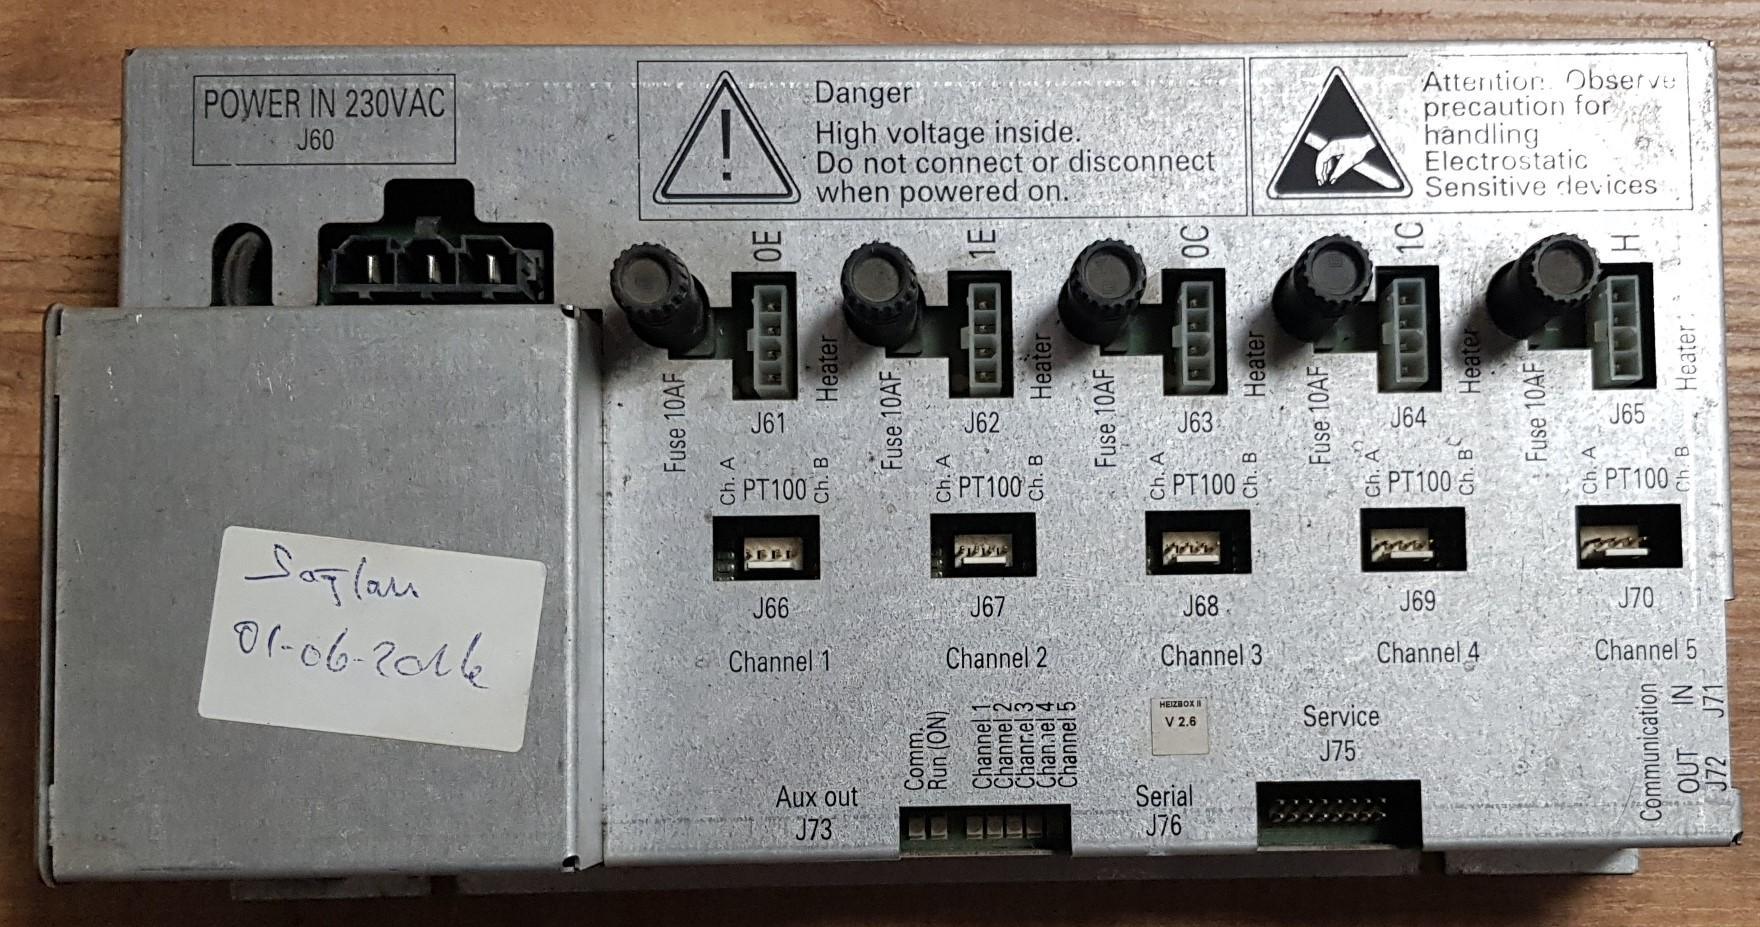 POWER IN 230VAC
J60
Danger
High voltage inside.
Do not connect or disconnect
when powered on.
Attention: Observe
precaution for
handling
Electrostatic
Sensitive devices
0E
1E
0C
1C
H
Fuse 10AF
Heater
Fuse 10AF
Heater
Fuse 10AF
Heater
Fuse 10AF
Heater
Fuse 10AF
Heater
J61
J62
J63
J64
J65
Ch. A PT100 Ch. B
Ch. A PT100 Ch. B
Ch. A PT100 Ch. B
Ch. A PT100 Ch. B
Ch. A PT100 Ch. B
J66
J67
J68
J69
J70
Channel 1
Channel 2
Channel 3
Channel 4
Channel 5
Sağlam
01-06-2016
Aux out
J73
Comm.
Run (ON)
Channel 1
Channel 2
Channel 3
Channel 4
Channel 5
HEIZBOX II
V 2.6
Serial
J76
Service
J75
Communication
OUT IN
J72 J71